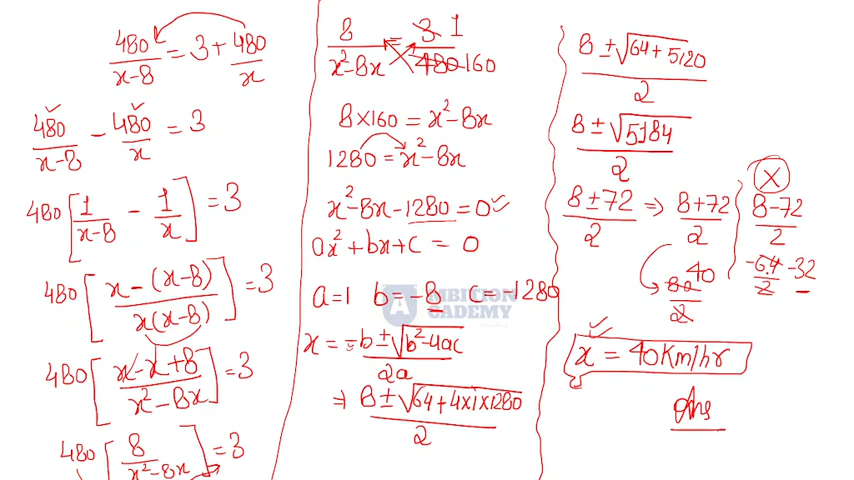 480/(x-8) = 3 + 480/x
480/(x-8) - 480/x = 3
480[1/(x-8) - 1/x] = 3
480[(x-(x-8))/(x(x-8))] = 3
480[(x-x+8)/(x²-8x)] = 3
480[8/(x²-8x)] = 3
8/(x²-8x) = 3/480 1/160
8×160 = x²-8x
1280 = x²-8x
x²-8x-1280 = 0
ax²+bx+c = 0
a=1 b=-8 c=-1280
AMBITION
ACADEMY
x = (-b±√(b²-4ac))/2a
⇒ (8±√(64+4×1×1280))/2
(8±√(64+5120))/2
(8±√5184)/2
(8±72)/2 ⇒ (8+72)/2
80/2 40
x
(8-72)/2
-64/2 -32
x = 40Km/hr
Ans